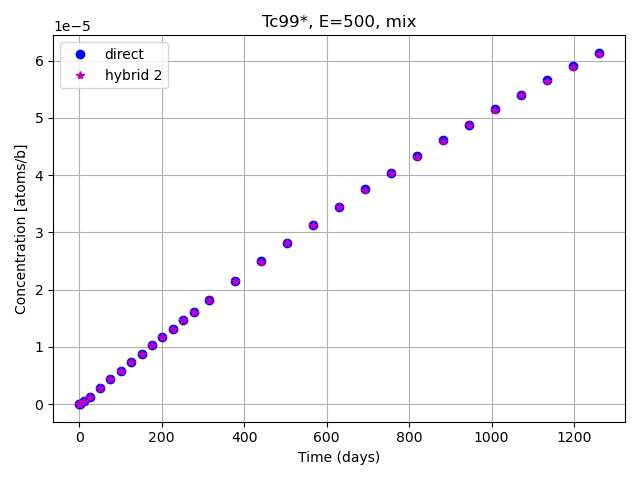 Tc99*, E=500, mix
1e−5
direct
hybrid 2
6
5
4
3
2
1
0
Concentration [atoms/b]
0 200 400 600 800 1000 1200
Time (days)